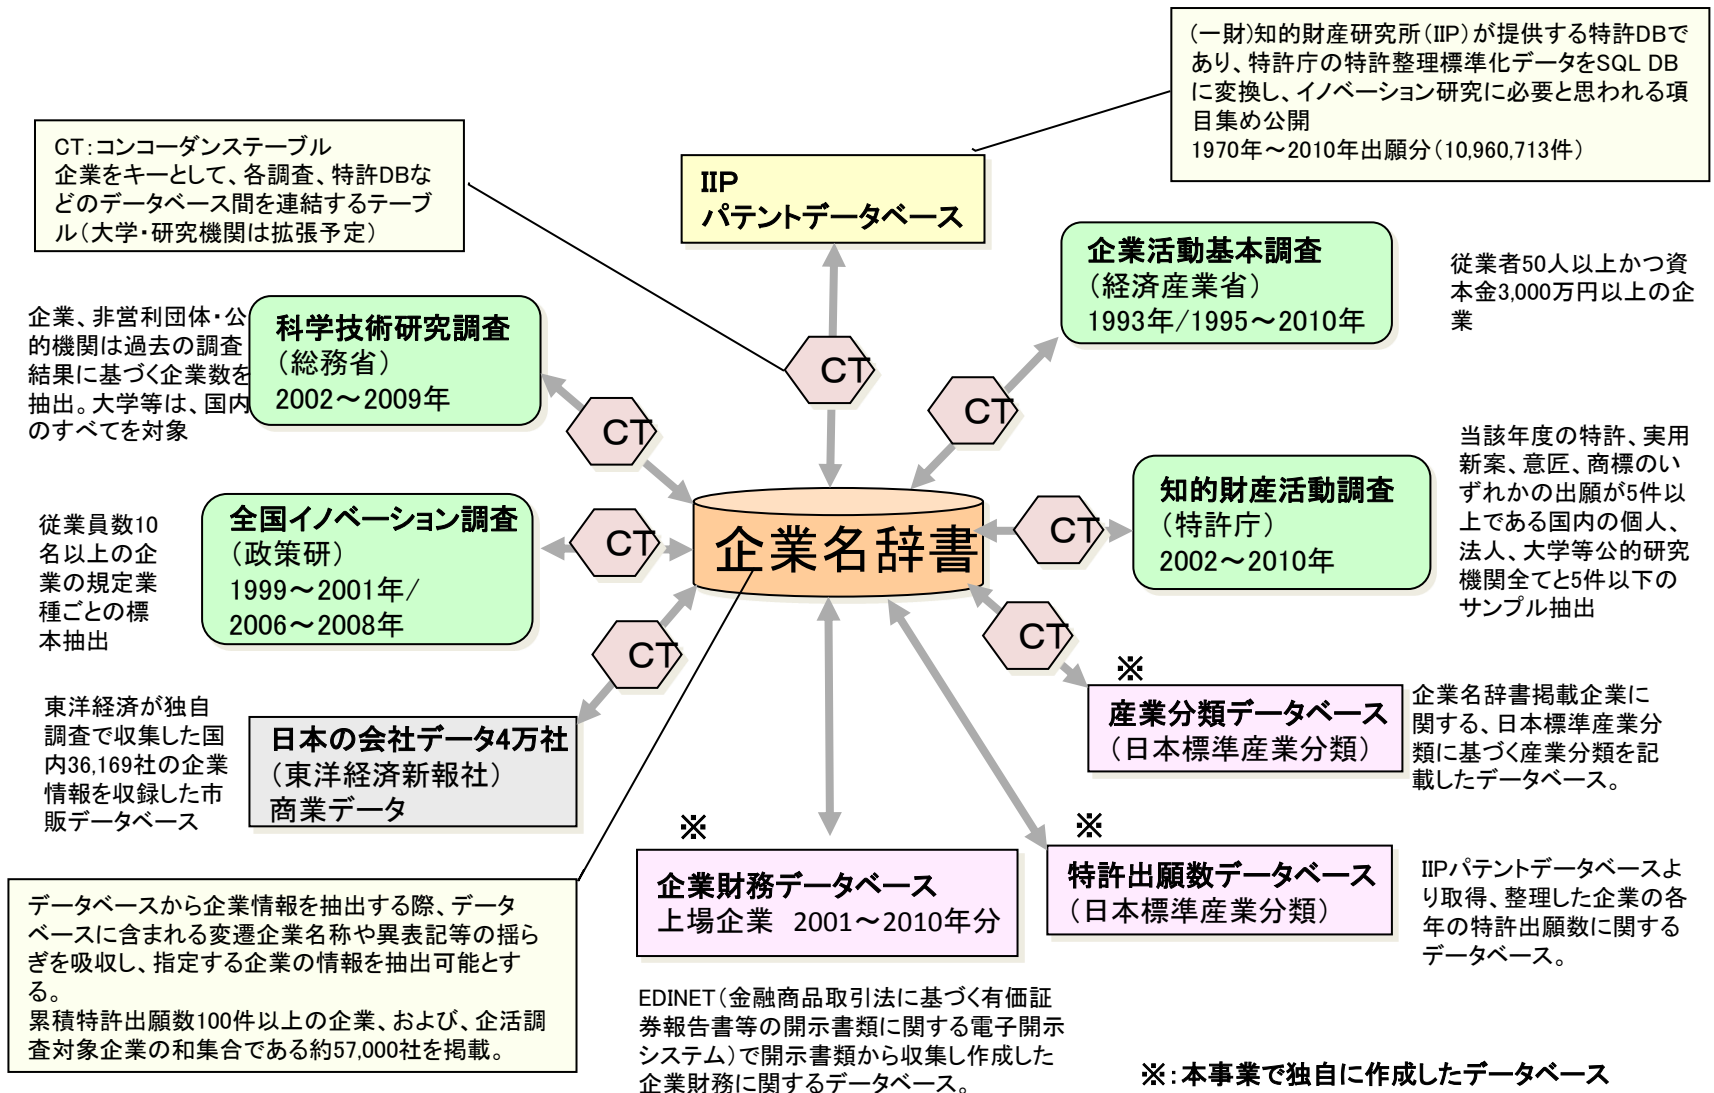 (一財)知的財産研究所(IIP)が提供する特許DBで
あり、特許庁の特許整理標準化データをSQL DB
に変換し、イノベーション研究に必要と思われる項
目集め公開
1970年～2010年出願分(10,960,713件)
CT:コンコーダンステーブル
企業をキーとして、各調査、特許DBな
どのデータベース間を連結するテーブ
ル(大学・研究機関は拡張予定)
IIP
パテントデータベース
企業活動基本調査
(経済産業省)
1993年/1995～2010年
従業者50人以上かつ資
本金3,000万円以上の企
業
企業、非営利団体・公
的機関は過去の調査
結果に基づく企業数を
抽出。大学等は、国内
のすべてを対象
科学技術研究調査
(総務省)
2002～2009年
CT
CT
CT
当該年度の特許、実用
新案、意匠、商標のい
ずれかの出願が5件以
上である国内の個人、
法人、大学等公的研究
機関全てと5件以下の
サンプル抽出
知的財産活動調査
(特許庁)
2002～2010年
CT
企業名辞書
CT
全国イノベーション調査
(政策研)
1999～2001年/
2006～2008年
従業員数10
名以上の企
業の規定業
種ごとの標
本抽出
CT
CT
東洋経済が独自
調査で収集した国
内36,169社の企業
情報を収録した市
販データベース
日本の会社データ4万社
(東洋経済新報社)
商業データ
※
産業分類データベース
(日本標準産業分類)
企業名辞書掲載企業に
関する、日本標準産業分
類に基づく産業分類を記
載したデータベース。
※
企業財務データベース
上場企業 2001～2010年分
※
特許出願数データベース
(日本標準産業分類)
IIPパテントデータベースよ
り取得、整理した企業の各
年の特許出願数に関する
データベース。
データベースから企業情報を抽出する際、データ
ベースに含まれる変遷企業名称や異表記等の揺ら
ぎを吸収し、指定する企業の情報を抽出可能とす
る。
累積特許出願数100件以上の企業、および、企活調
査対象企業の和集合である約57,000社を掲載。
EDINET(金融商品取引法に基づく有価証
券報告書等の開示書類に関する電子開示
システム)で開示書類から収集し作成した
企業財務に関するデータベース。
※:本事業で独自に作成したデータベース